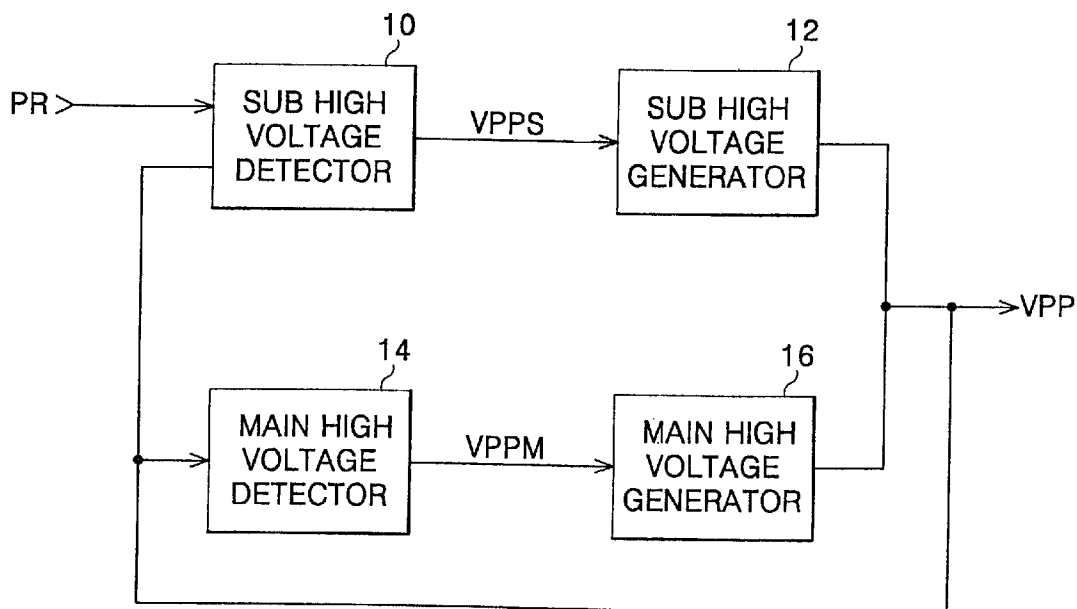 10
12
PR
SUB HIGH
VOLTAGE
DETECTOR
VPPS
SUB HIGH
VOLTAGE
GENERATOR
VPP
14
16
MAIN HIGH
VOLTAGE
DETECTOR
VPPM
MAIN HIGH
VOLTAGE
GENERATOR